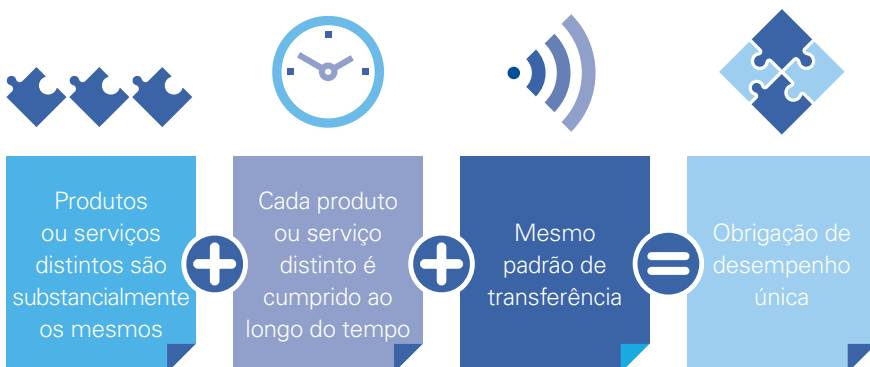 Produtos
ou serviços
distintos são
substancialmente
os mesmos
+
Cada produto
ou serviço
distinto é
cumprido ao
longo do tempo
+
Mesmo
padrão de
transferência
=
Obrigação de
desempenho
única